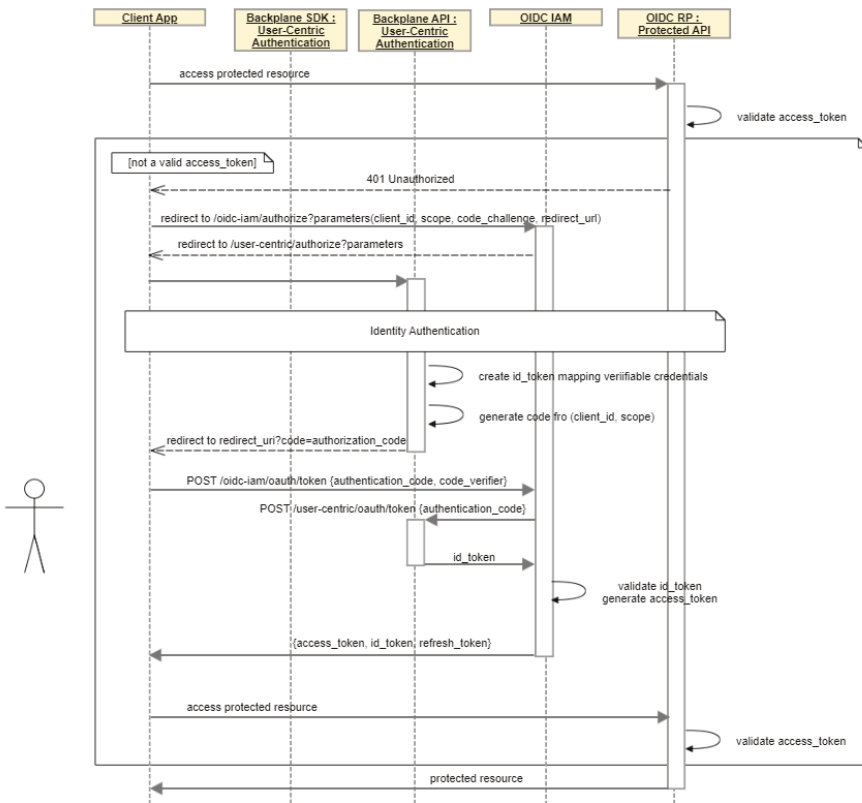 Client App
Backplane SDK :
User-Centric
Authentication
Backplane API :
User-Centric
Authentication
OIDC IAM
OIDC RP :
Protected API
access protected resource
validate access_token
[not a valid access_token]
401 Unauthorized
redirect to /oidc-iam/authorize?parameters(client_id, scope, code_challenge, redirect_url)
redirect to /user-centric/authorize?parameters
Identity Authentication
create id_token mapping veriifiable credentials
generate code fro (client_id, scope)
redirect to redirect_uri?code=authorization_code
POST /oidc-iam/oauth/token {authentication_code, code_verifier}
POST /user-centric/oauth/token {authentication_code}
id_token
validate id_token
generate access_token
{access_token, id_token, refresh_token}
access protected resource
validate access_token
protected resource